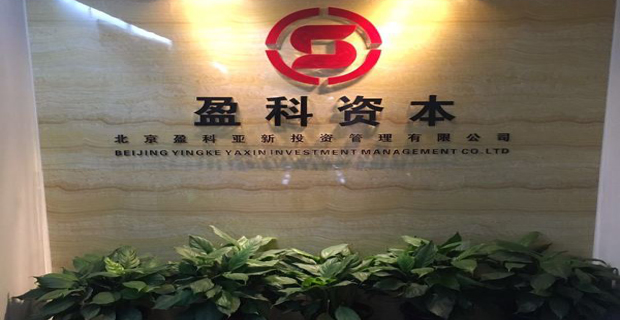 盈科资本
北京盈科亚新投资管理有限公司
BEIJING YINGKE YAXIN INVESTMENT MANAGEMENT CO.LTD